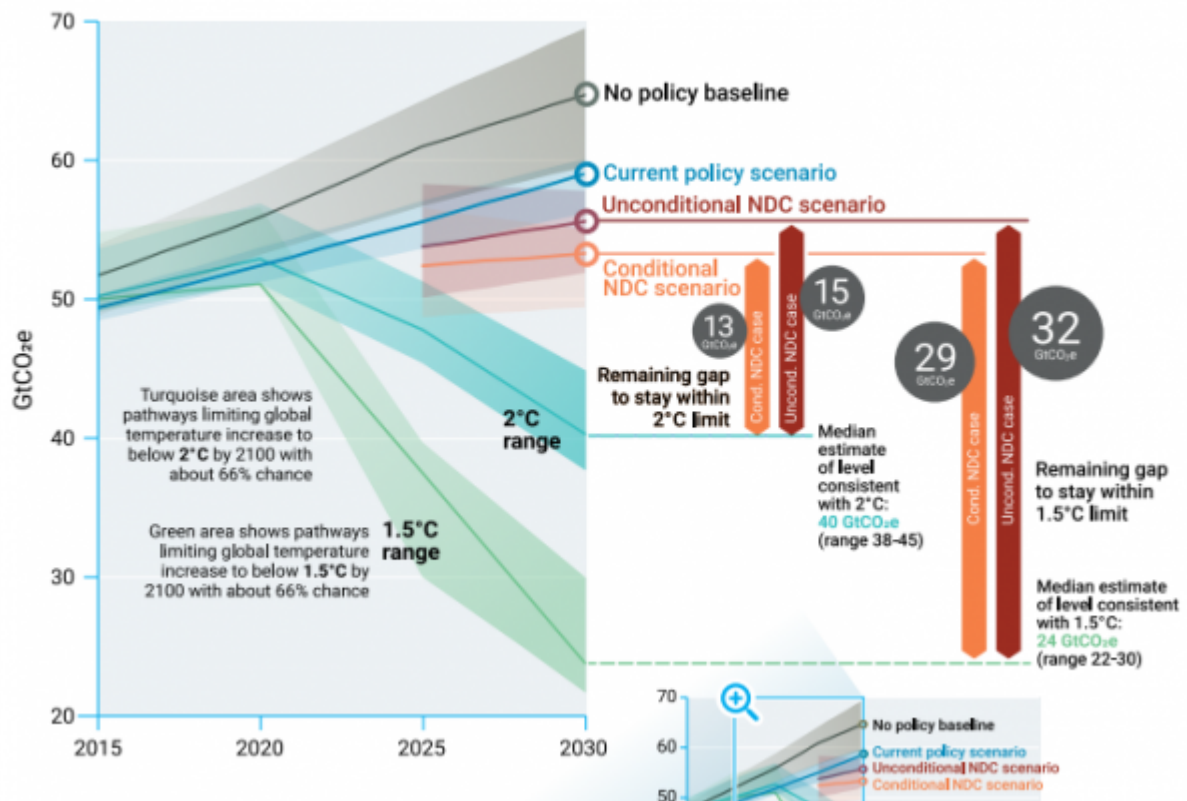 70
60
50
40
30
20
GtCO₂e
2015
2020
2025
2030
No policy baseline
Current policy scenario
Unconditional NDC scenario
Conditional
NDC scenario
Turquoise area shows
pathways limiting global
temperature increase to
below 2°C by 2100 with
about 66% chance
2°C
range
Green area shows pathways
limiting global temperature
increase to below 1.5°C by
2100 with about 66% chance
1.5°C
range
13
GtCO₂e
15
GtCO₂e
Cond. NDC case
Uncond. NDC case
Remaining gap
to stay within
2°C limit
Median
estimate
of level
consistent
with 2°C:
40 GtCO₂e
(range 38-45)
29
GtCO₂e
32
GtCO₂e
Cond. NDC case
Uncond. NDC case
Remaining gap
to stay within
1.5°C limit
Median estimate
of level consistent
with 1.5°C:
24 GtCO₂e
(range 22-30)
70
60
50
No policy baseline
Current policy scenario
Unconditional NDC scenario
Conditional NDC scenario